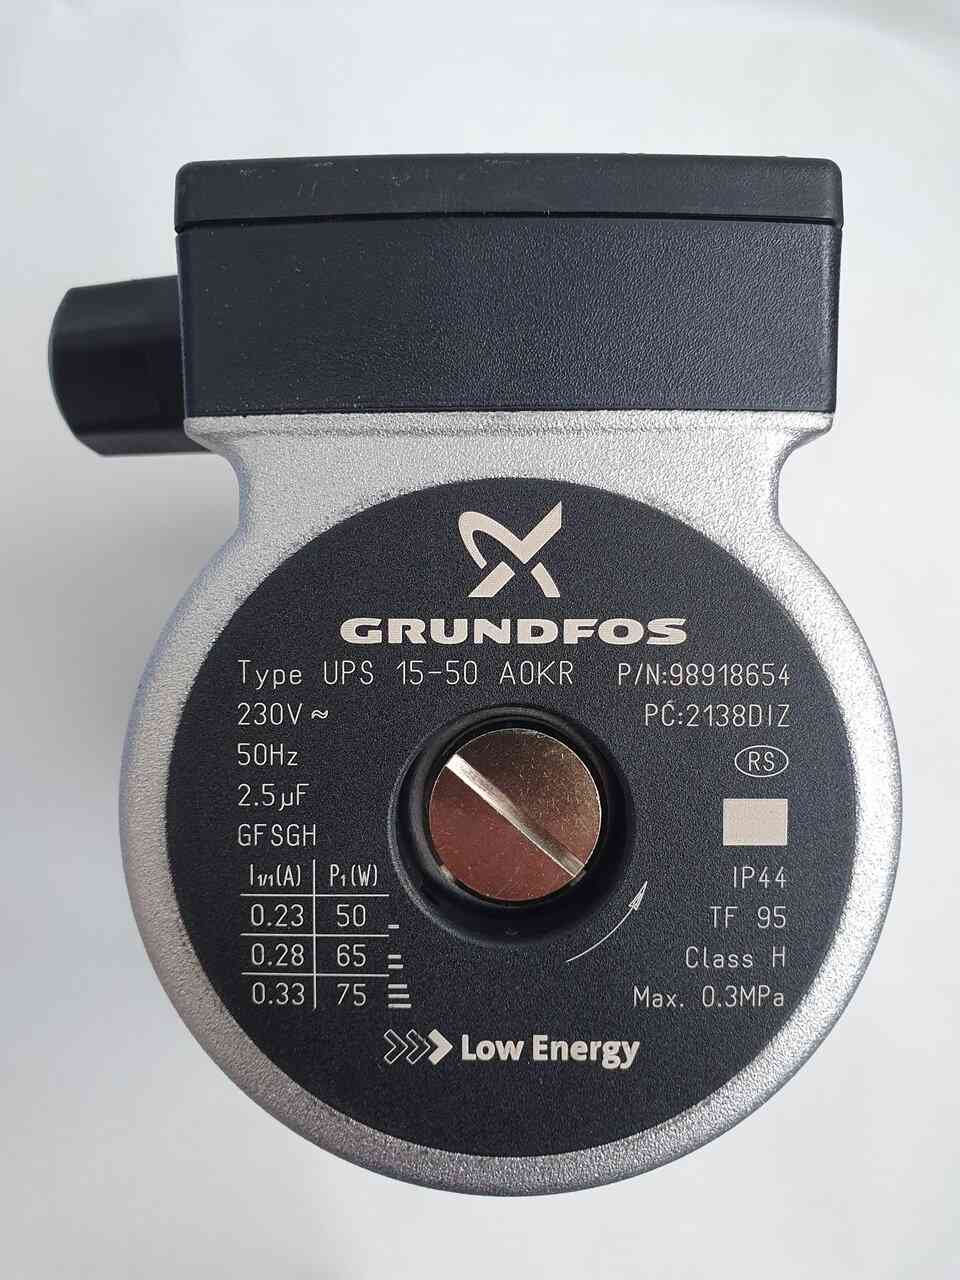 GRUNDFOS
Type UPS 15-50 A0KR P/N:98918654
230V ≈ PC:2138DIZ
50Hz
RS
2.5µF
GFSGH
I₁/₁(A) P₁(W)
IP44
0.23 50
TF 95
0.28 65
Class H
0.33 75
Max. 0.3MPa
Low Energy